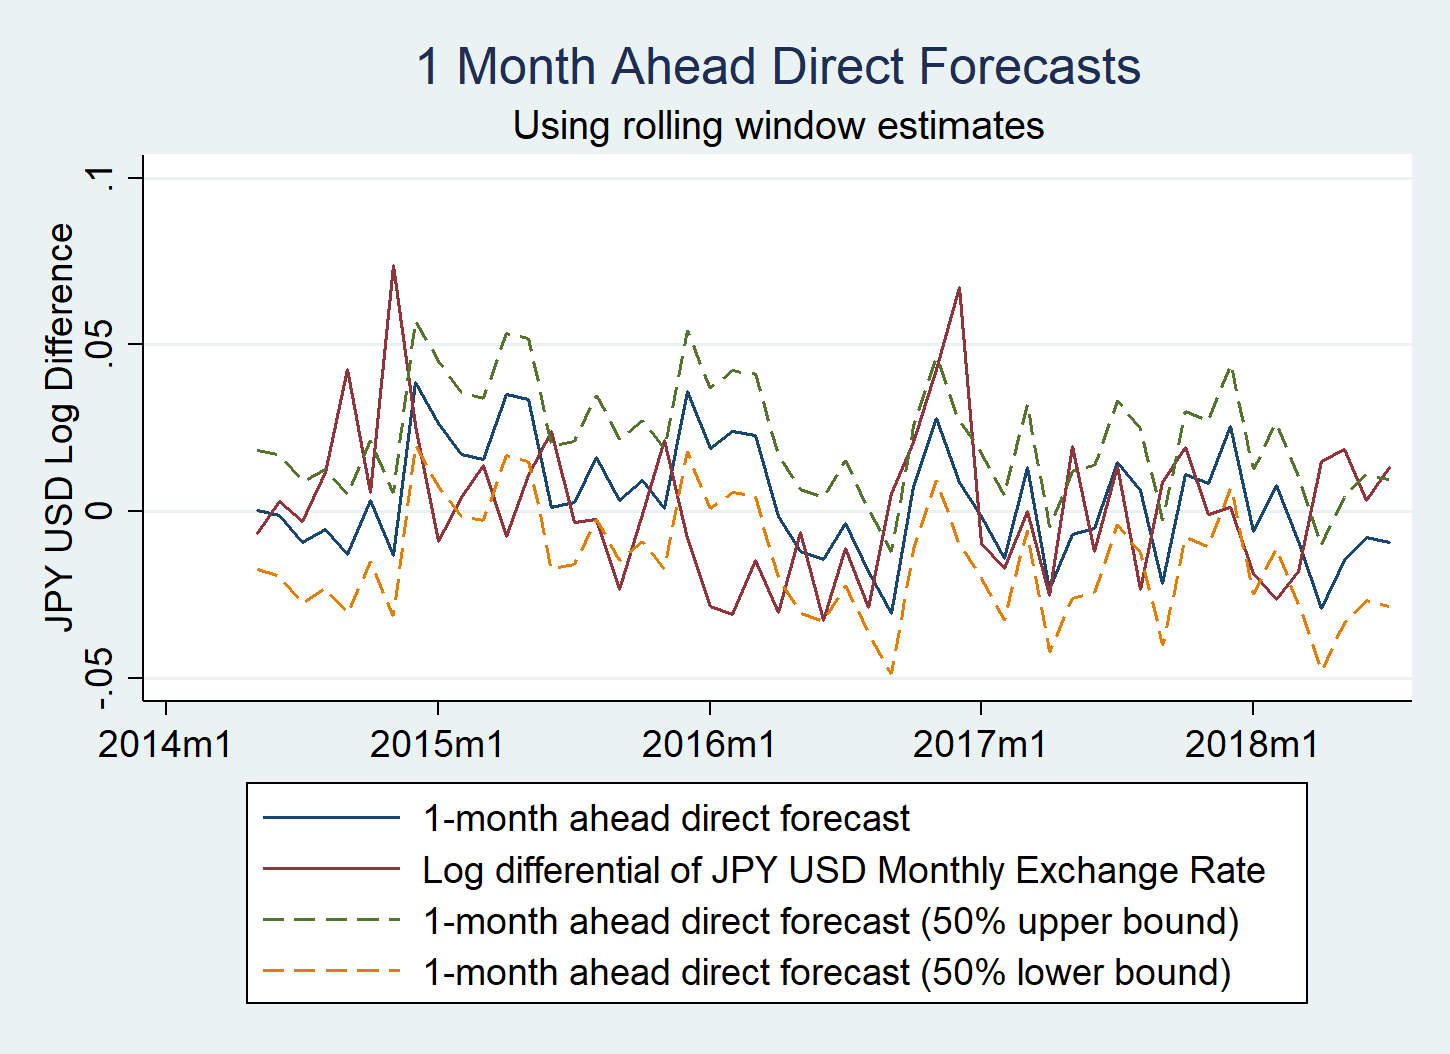 1 Month Ahead Direct Forecasts
Using rolling window estimates
JPY USD Log Difference
.1
.05
0
-.05
2014m1 2015m1 2016m1 2017m1 2018m1
1-month ahead direct forecast
Log differential of JPY USD Monthly Exchange Rate
1-month ahead direct forecast (50% upper bound)
1-month ahead direct forecast (50% lower bound)